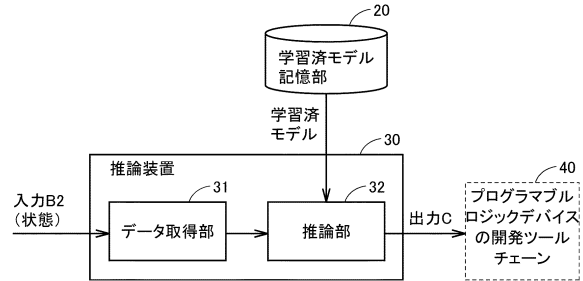 20
学習済モデル
記憶部
学習済
モデル
30
推論装置
40
入力B2
(状態)
31
データ取得部
32
推論部
出力C
プログラマブル
ロジックデバイス
の開発ツール
チェーン